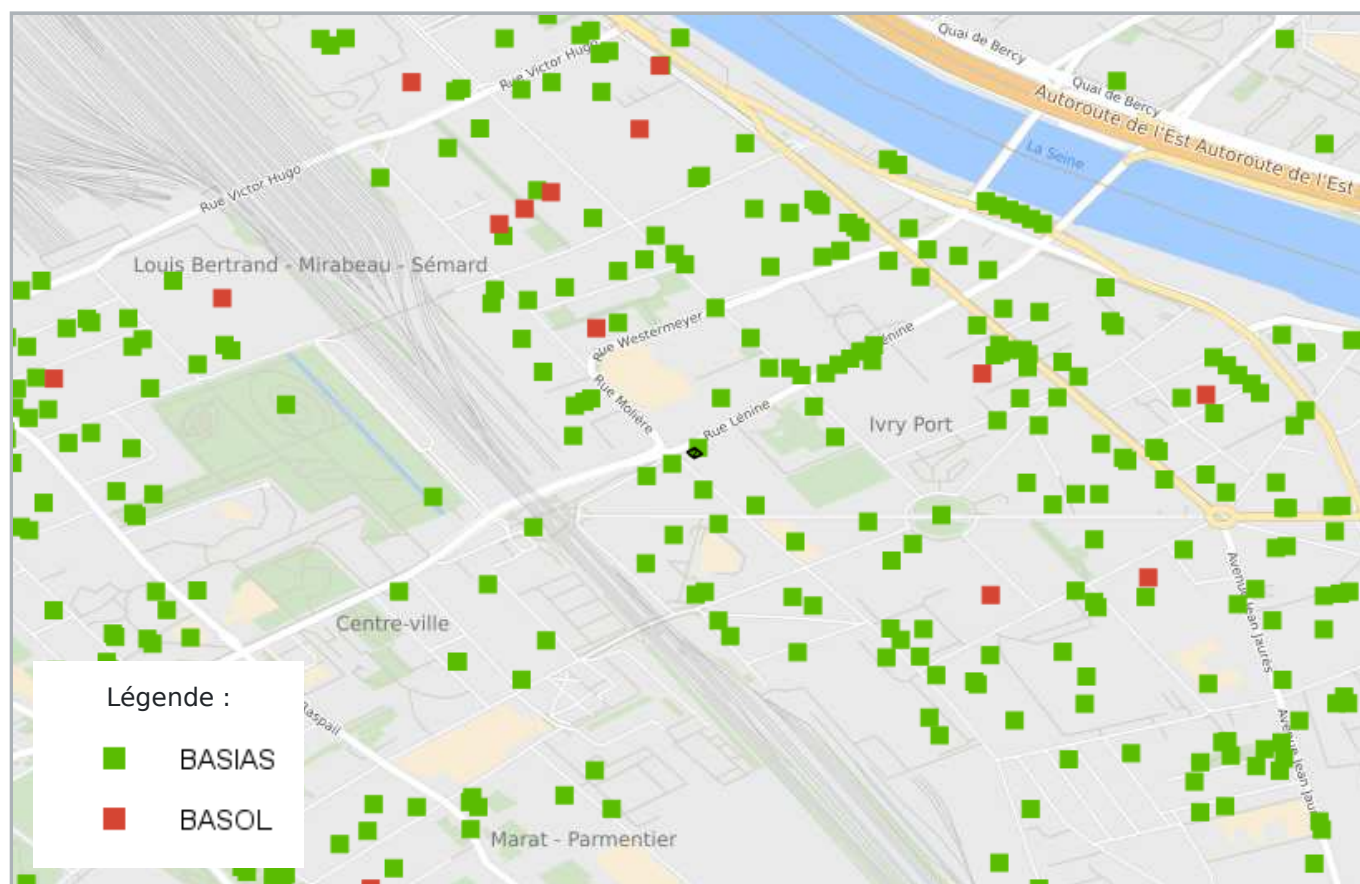 Quai de Bercy
Rue Victor Hugo
Quai de Bercy
Autoroute de l'Est Autoroute de l'Est
La Seine
Rue Victor Hugo
Louis Bertrand - Mirabeau - Sémard
Rue Westermeyer
Lénine
Rue Molière
Rue Lénine
Ivry Port
Avenue Jean Jaurès
Centre-ville
Raspail
Avenue Jean Jaurès
Marat - Parmentier
Légende :
BASIAS
BASOL